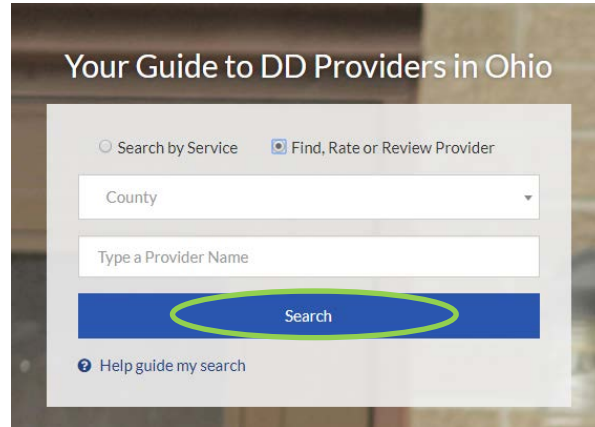 Your Guide to DD Providers in Ohio
Search by Service Find, Rate or Review Provider
County
Type a Provider Name
Search
Help guide my search